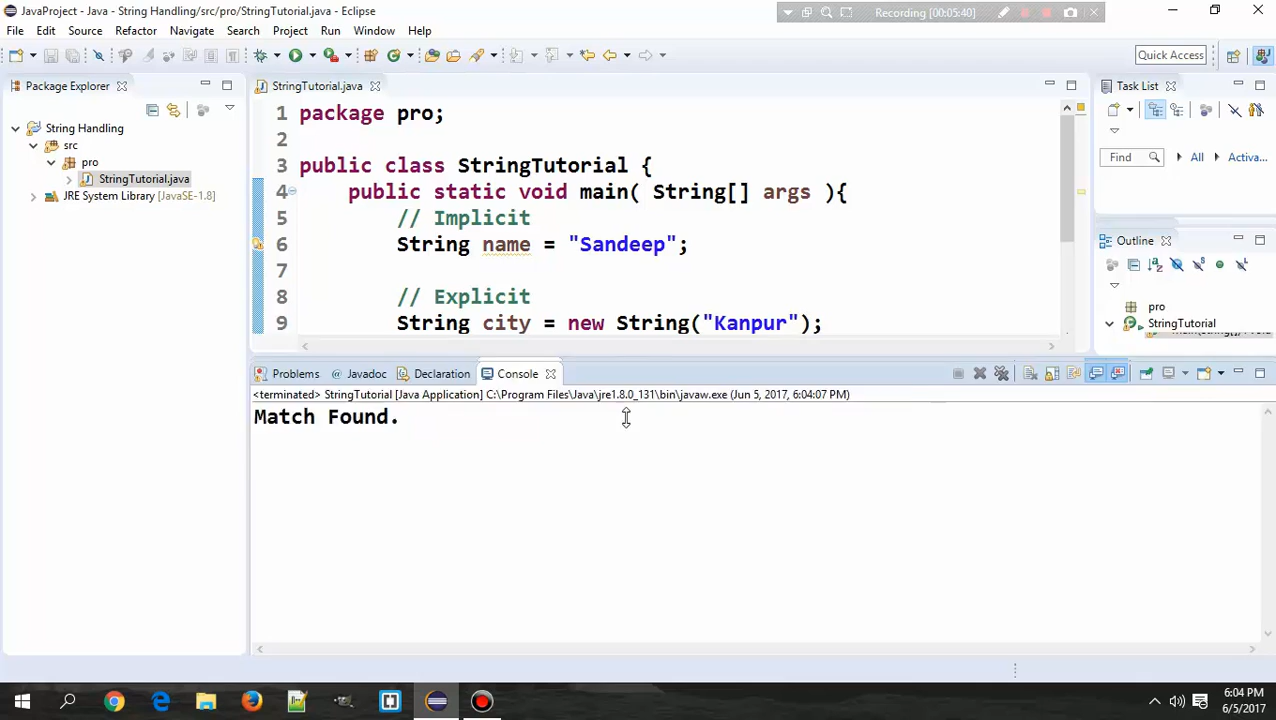 JavaProject - Java - String Handling/src/pro/StringTutorial.java - Eclipse
Recording [00:05:40]
File Edit Source Refactor Navigate Search Project Run Window Help
Quick Access
Package Explorer
StringTutorial.java
Task List
String Handling
src
pro
StringTutorial.java
JRE System Library [JavaSE-1.8]
1 package pro;
2
3 public class StringTutorial {
4 public static void main( String[] args ){
5 // Implicit
6 String name = "Sandeep";
7
8 // Explicit
9 String city = new String("Kanpur");
Find
All
Activa...
Outline
pro
StringTutorial
Problems @ Javadoc Declaration Console
<terminated> StringTutorial [Java Application] C:\Program Files\Java\jre1.8.0_131\bin\javaw.exe (Jun 5, 2017, 6:04:07 PM)
Match Found.
6:04 PM
6/5/2017